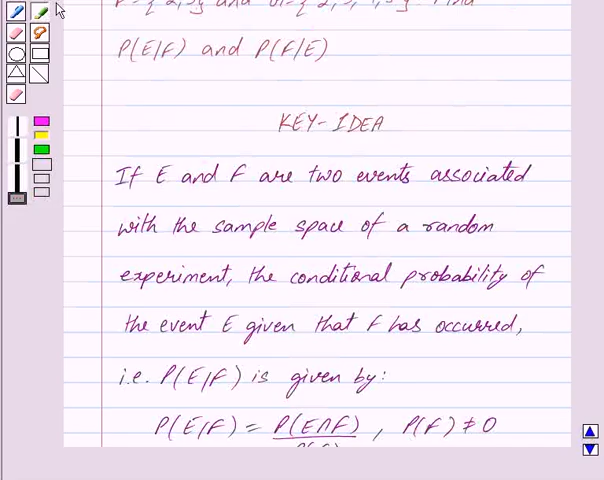 P(E/F) and P(F/E)
KEY-IDEA
If E and F are two events associated
with the sample space of a random
experiment, the conditional probability of
the event E given that F has occurred,
i.e. P(E/F) is given by:
P(E/F) = P(E∩F) , P(F) ≠ 0